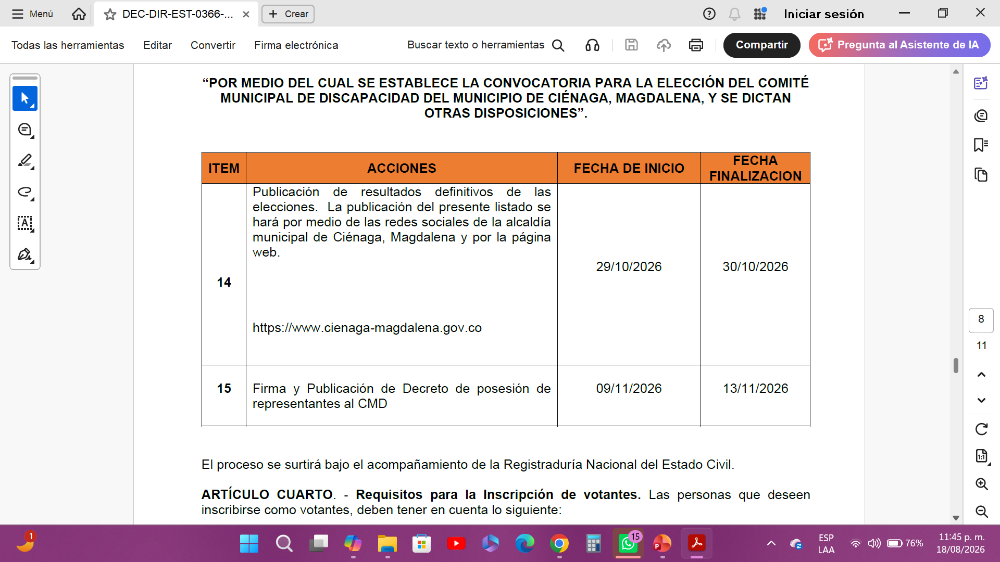 Menú
DEC-DIR-EST-0366-...
Crear
Iniciar sesión
Todas las herramientas
Editar
Convertir
Firma electrónica
Buscar texto o herramientas
Compartir
Pregunta al Asistente de IA
“POR MEDIO DEL CUAL SE ESTABLECE LA CONVOCATORIA PARA LA ELECCIÓN DEL COMITÉ
MUNICIPAL DE DISCAPACIDAD DEL MUNICIPIO DE CIÉNAGA, MAGDALENA, Y SE DICTAN
OTRAS DISPOSICIONES”.
ITEM
ACCIONES
FECHA DE INICIO
FECHA
FINALIZACION
14
Publicación de resultados definitivos de las
elecciones. La publicación del presente listado se
hará por medio de las redes sociales de la alcaldía
municipal de Ciénaga, Magdalena y por la página
web.
https://www.cienaga-magdalena.gov.co
29/10/2026
30/10/2026
15
Firma y Publicación de Decreto de posesión de
representantes al CMD
09/11/2026
13/11/2026
El proceso se surtirá bajo el acompañamiento de la Registraduría Nacional del Estado Civil.
ARTÍCULO CUARTO. - Requisitos para la Inscripción de votantes. Las personas que deseen
inscribirse como votantes, deben tener en cuenta lo siguiente:
8
11
1:1
1
15
ESP
LAA
76%
11:45 p. m.
18/08/2026